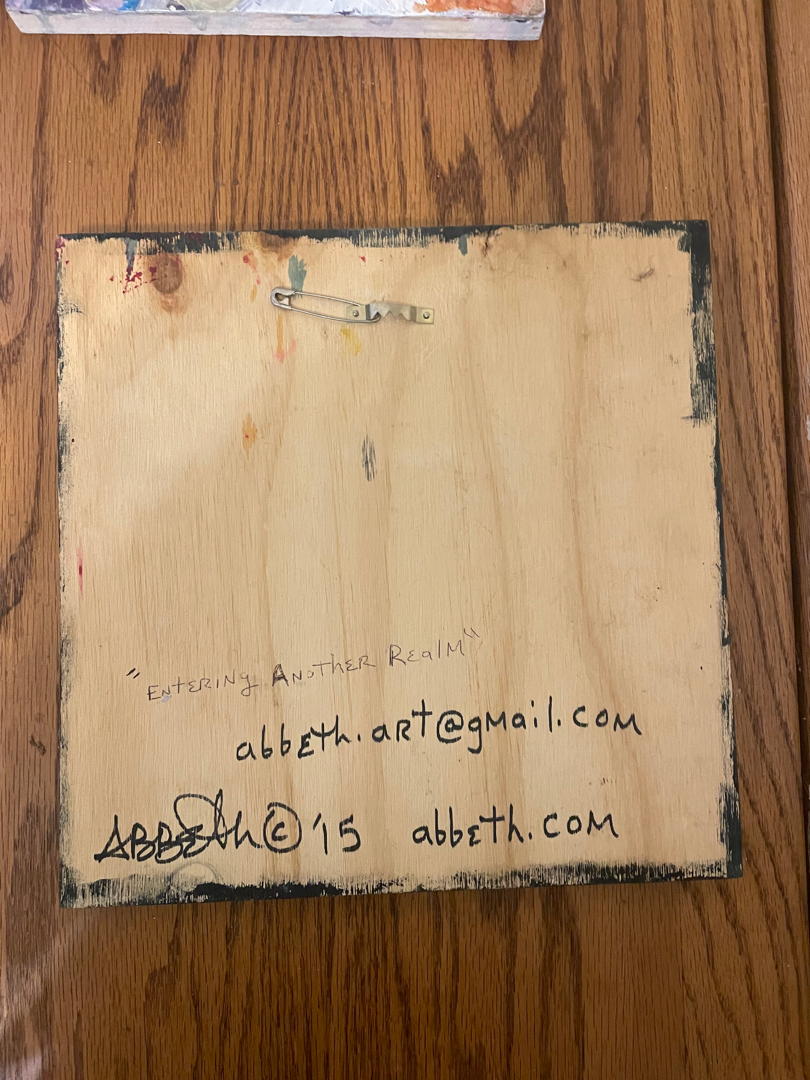 "Entering Another Realm"
abbeth.art@gmail.com
ABBEth © '15 abbeth.com